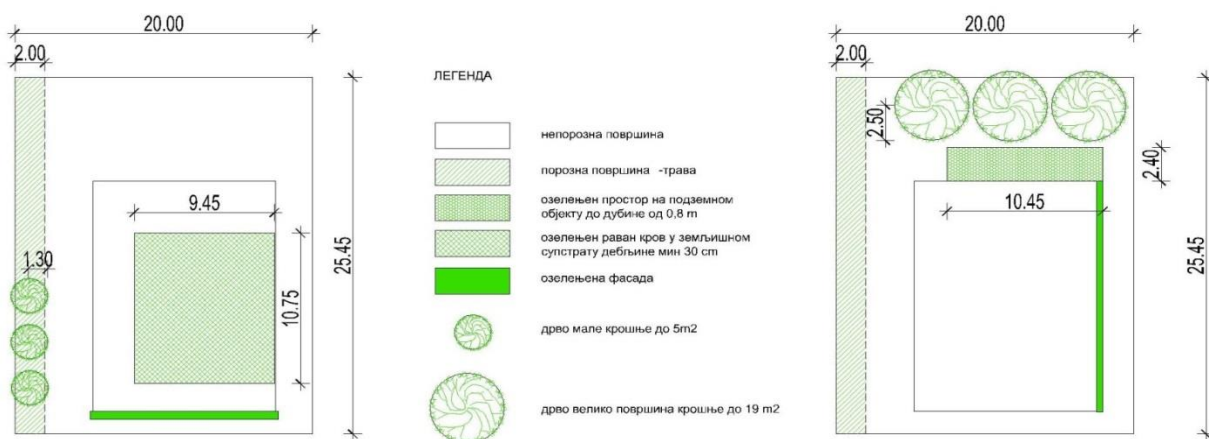 20.00
2.00
9.45
10.75
1.30
25.45
ЛЕГЕНДА
непорозна површина
порозна површина -трава
озелењен простор на подземном
објекту до дубине од 0,8 m
озелењен раван кров у земљишном
супстрату дебљине мин 30 cm
озелењена фасада
дрво мале крошње до 5m2
дрво велико површина крошње до 19 m2
20.00
2.00
2.50
2.40
10.45
25.45